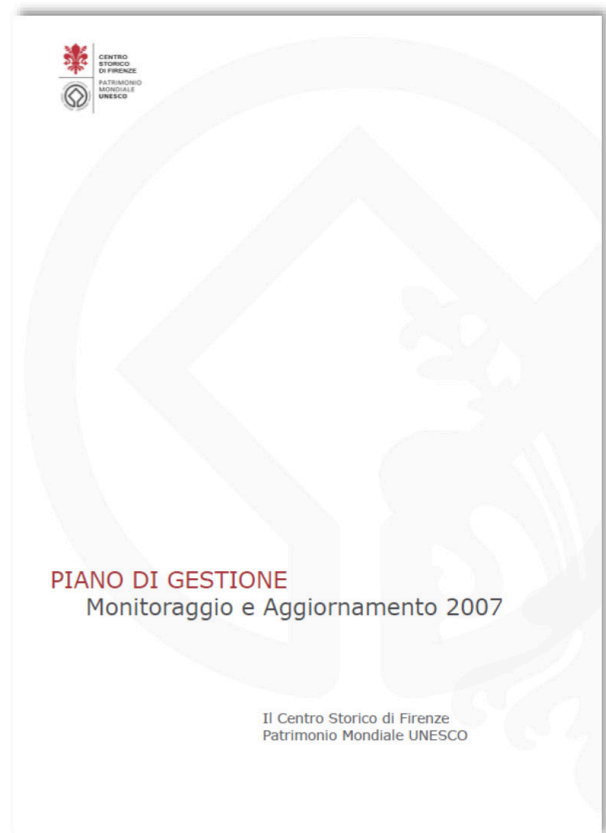 CENTRO
STORICO
DI FIRENZE
PATRIMONIO
MONDIALE
UNESCO
PIANO DI GESTIONE
Monitoraggio e Aggiornamento 2007
Il Centro Storico di Firenze
Patrimonio Mondiale UNESCO